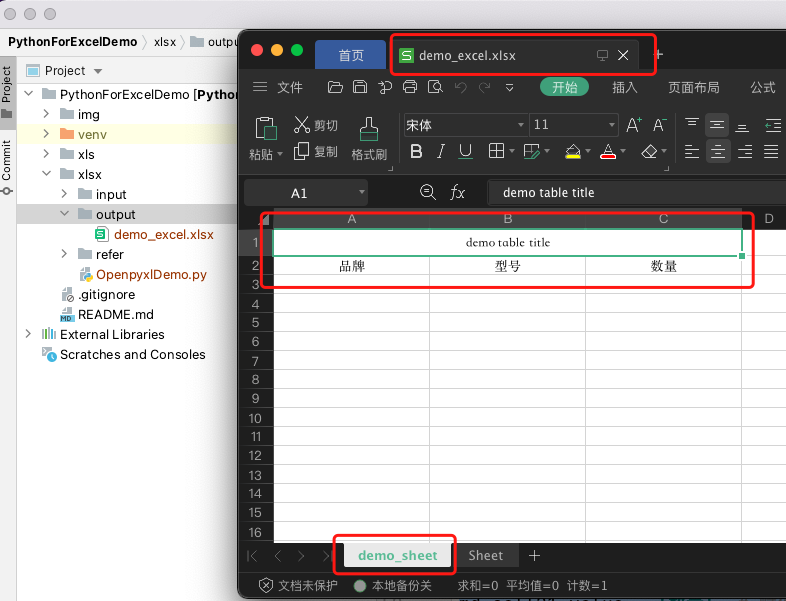 PythonForExcelDemo
xlsx
outpu
Project
Project
Commit
PythonForExcelDemo [Python
img
venv
xls
xlsx
input
output
demo_excel.xlsx
refer
OpenpyxlDemo.py
.gitignore
README.md
External Libraries
Scratches and Consoles
首页
demo_excel.xlsx
文件
开始
插入
页面布局
公式
剪切
粘贴
复制
格式刷
宋体
11
A+ A-
B I U
A
A1
fx
demo table title
A B C D
1 demo table title
2 品牌 型号 数量
3
4
5
6
7
8
9
10
11
12
13
14
15
16
demo_sheet
Sheet
文档未保护
本地备份关
求和=0 平均值=0 计数=1